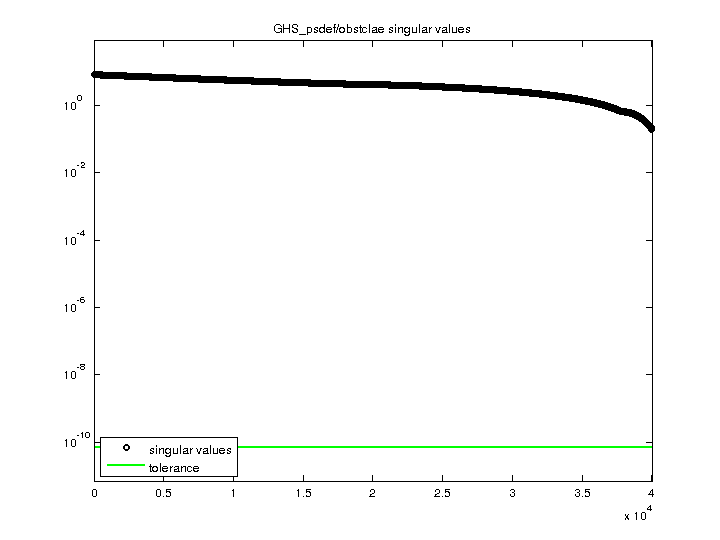 GHS_psdef/obstclae singular values
10^0
10^-2
10^-4
10^-6
10^-8
10^-10
singular values
tolerance
0 0.5 1 1.5 2 2.5 3 3.5 4
x 10^4